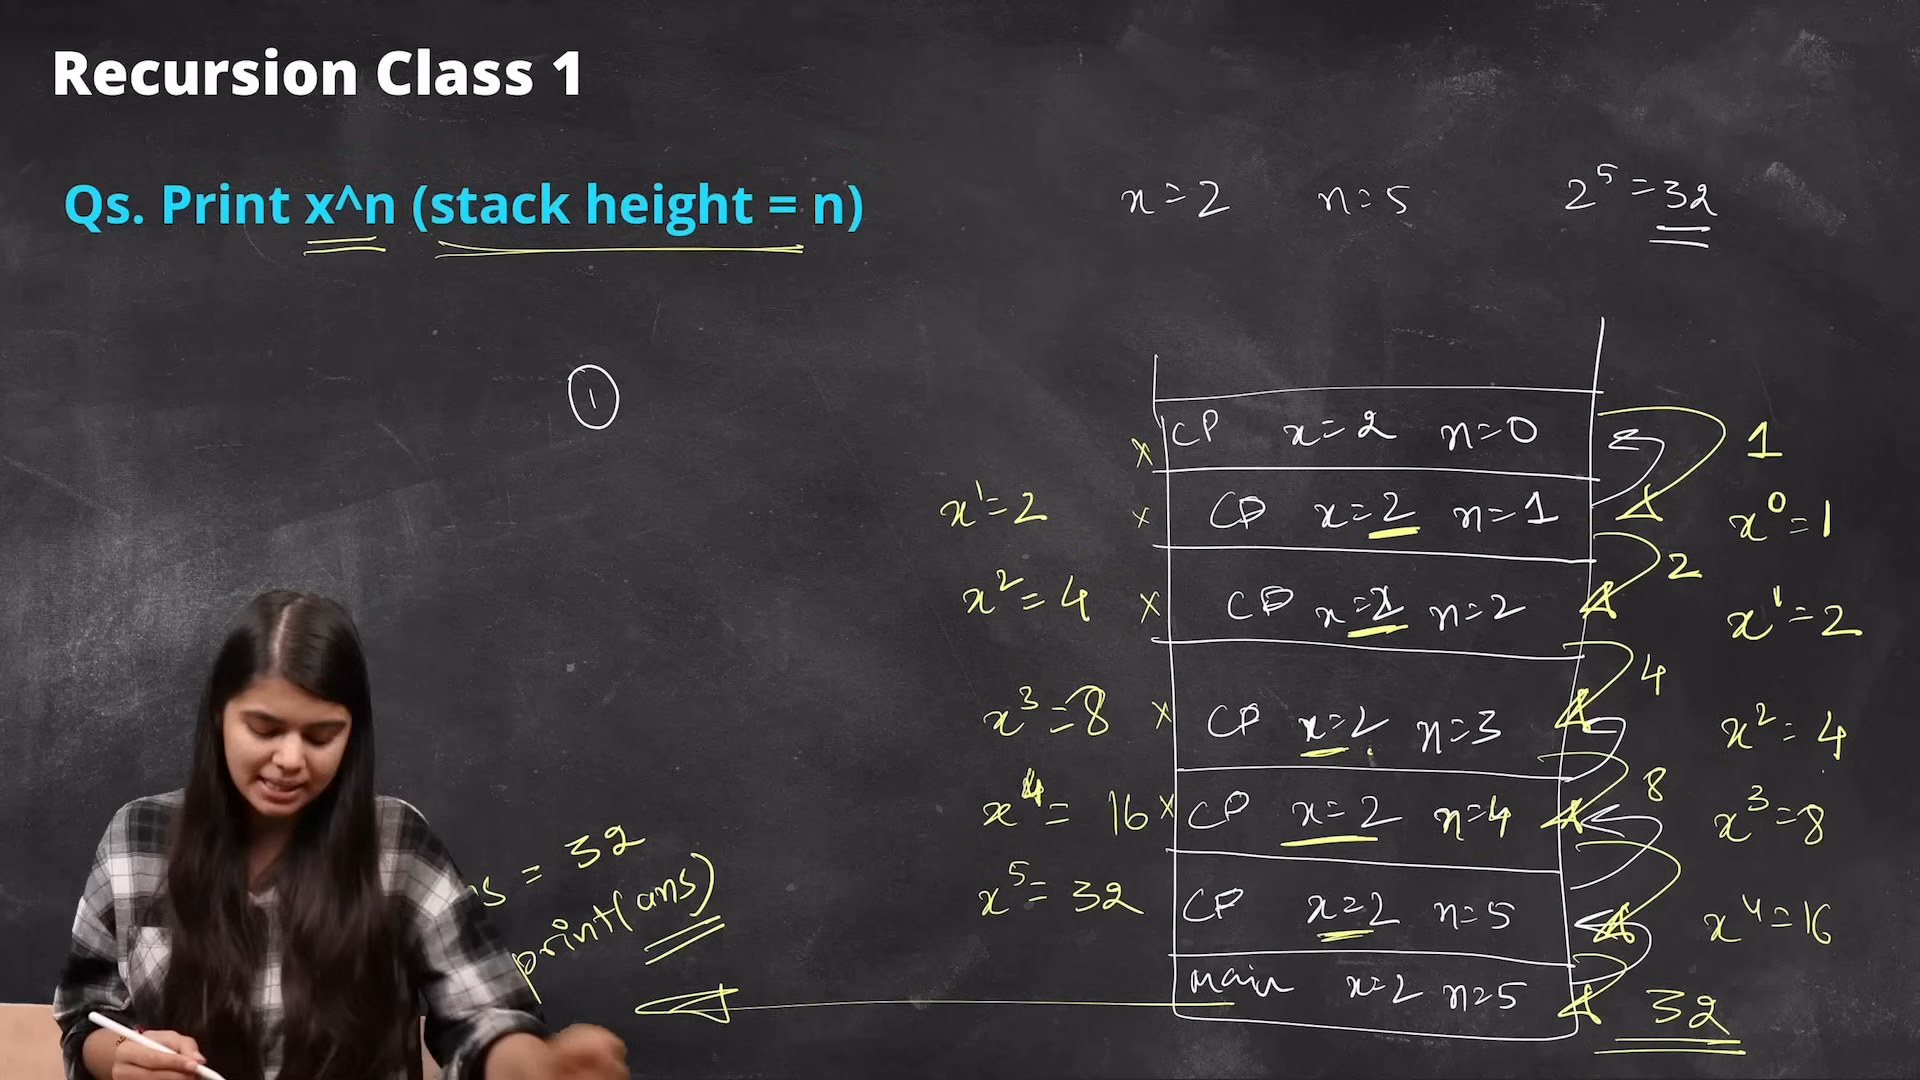 Recursion Class 1
Qs. Print x^n (stack height = n)
x=2 n=5 2^5=32
1
CP x=2 n=0 1
x^1=2 x CP x=2 n=1 x^0=1
2
x^2=4 x CP x=2 n=2 x^1=2
4
x^3=8 x CP x=2 n=3 x^2=4
8
x^4=16 x CP x=2 n=4 x^3=8
x^5=32 CP x=2 n=5 x^4=16
main x=2 n=5 32
s = 32
print(ans)